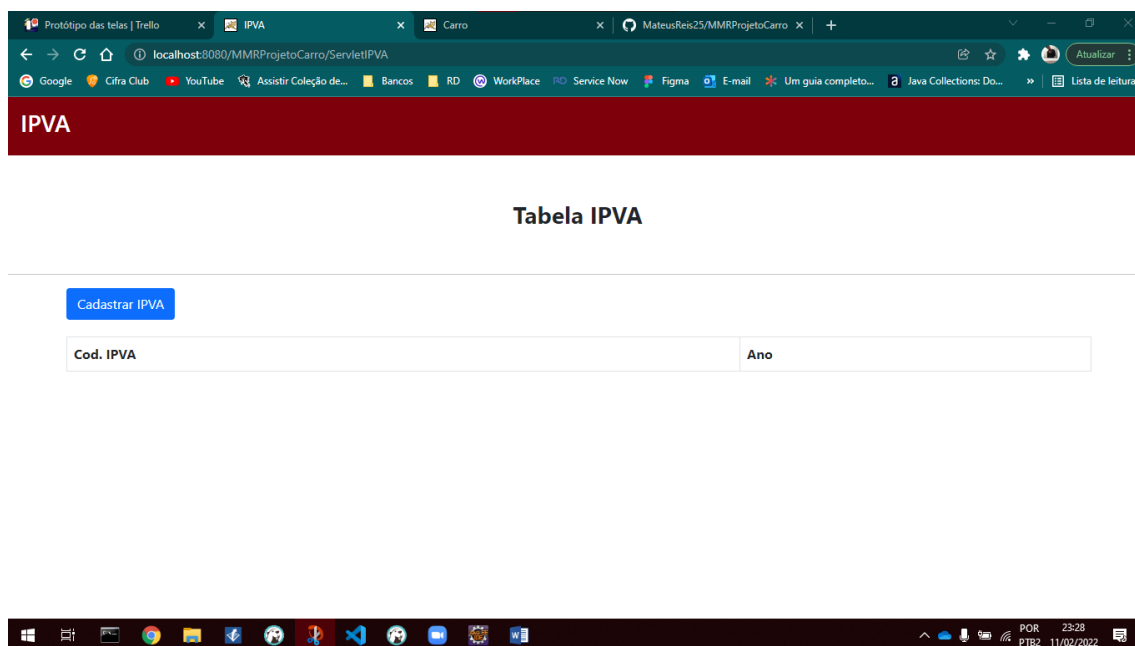 Protótipo das telas | Trello IPVA Carro MateusReis25/MMRProjetoCarro
localhost:8080/MMRProjetoCarro/ServletIPVA Atualizar
Google Cifra Club YouTube Assistir Coleção de... Bancos RD WorkPlace RD Service Now Figma E-mail Um guia completo... a Java Collections: Do... » Lista de leitura
IPVA
Tabela IPVA
Cadastrar IPVA
Cod. IPVA Ano
POR 23:28
PTB2 11/02/2022